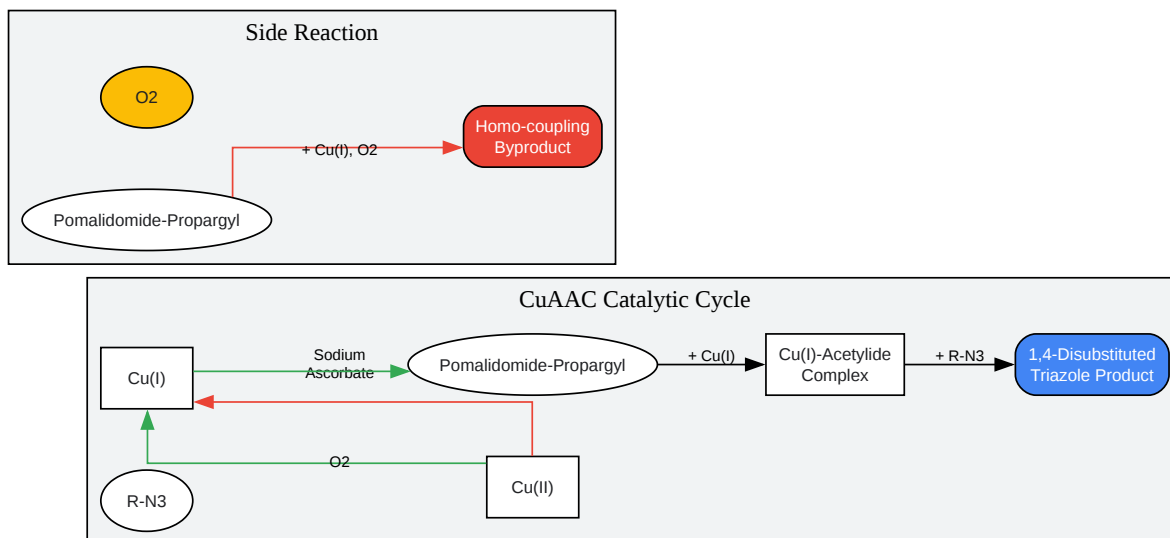 Side Reaction
O2
Homo-coupling
Byproduct
+ Cu(I), O2
Pomalidomide-Propargyl
CuAAC Catalytic Cycle
Cu(I)
Sodium
Ascorbate
Pomalidomide-Propargyl
+ Cu(I)
Cu(I)-Acetylide
Complex
+ R-N3
1,4-Disubstituted
Triazole Product
O2
R-N3
Cu(II)